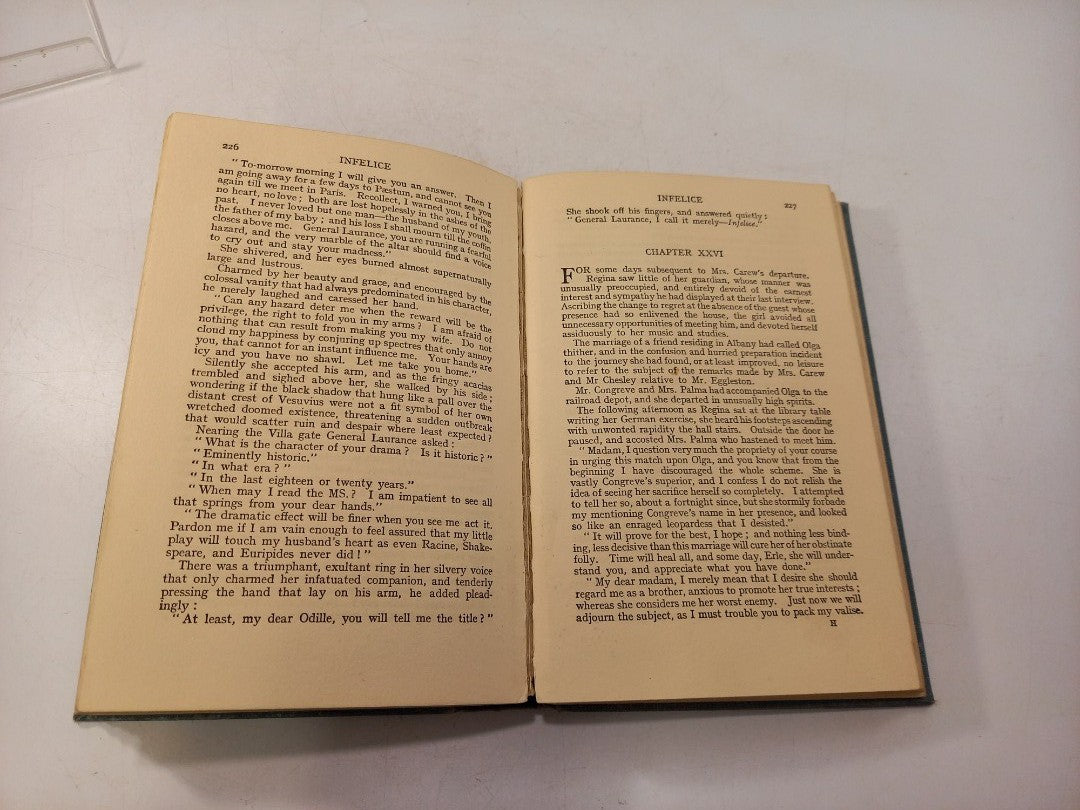 226
INFELICE
"To-morrow morning I will give you an answer. Then I
am going away for a few days to Pæstum, and cannot see you
again till we meet in Paris. Recollect, I warned you, I bring
no heart, no love; both are lost hopelessly in the ashes of the
past. I never loved but one man—the husband of my youth,
the father of my baby; and his loss I shall mourn till the coffin
closes above me. General Laurance, you are running a fearful
hazard, and the very marble of the altar should find a voice
to cry out and stay your madness."
She shivered, and her eyes burned almost supernaturally
large and lustrous.
Charmed by her beauty and grace, and encouraged by the
colossal vanity that had always predominated in his character,
he merely laughed and caressed her hand.
"Can any hazard deter me when the reward will be the
privilege, the right to fold you in my arms? I am afraid of
nothing that can result from making you my wife. Do not
cloud my happiness by conjuring up spectres that only annoy
you, that cannot for an instant influence me. Your hands are
icy and you have no shawl. Let me take you home."
Silently she accepted his arm, and as the fringy acacias
trembled and sighed above her, she walked by his side;
wondering if the black shadow that hung like a pall over the
distant crest of Vesuvius were not a fit symbol of her own
wretched doomed existence, threatening a sudden outbreak
that would scatter ruin and despair where least expected?
Nearing the Villa gate General Laurance asked:
"What is the character of your drama? Is it historic?"
"Eminently historic."
"In what era?"
"In the last eighteen or twenty years."
"When may I read the MS.? I am impatient to see all
that springs from your dear hands."
"The dramatic effect will be finer when you see me act it.
Pardon me if I am vain enough to feel assured that my little
play will touch my husband's heart as even Racine, Shake-
speare, and Euripides never did!"
There was a triumphant, exultant ring in her silvery voice
that only charmed her infatuated companion, and tenderly
pressing the hand that lay on his arm, he added plead-
ingly:
"At least, my dear Odille, you will tell me the title?"
INFELICE
227
She shook off his fingers, and answered quietly:
"General Laurance, I call it merely—Infelice."
CHAPTER XXVI
FOR some days subsequent to Mrs. Carew's departure,
Regina saw little of her guardian, whose manner was
unusually preoccupied, and entirely devoid of the earnest
interest and sympathy he had displayed at their last interview.
Ascribing the change to regret at the absence of the guest whose
presence had so enlivened the house, the girl avoided all
unnecessary opportunities of meeting him, and devoted herself
assiduously to her music and studies.
The marriage of a friend residing in Albany had called Olga
thither, and in the confusion and hurried preparation incident
to the journey she had found, or at least improved, no leisure
to refer to the subject of the remarks made by Mrs. Carew
and Mr Chesley relative to Mr. Eggleston.
Mr. Congreve and Mrs. Palma had accompanied Olga to the
railroad depot, and she departed in unusually high spirits.
The following afternoon as Regina sat at the library table
writing her German exercise, she heard his footsteps ascending
with unwonted rapidity the hall stairs. Outside the door he
paused, and accosted Mrs. Palma who hastened to meet him.
"Madam, I question very much the propriety of your course
in urging this match upon Olga, and you know that from the
beginning I have discouraged the whole scheme. She is
vastly Congreve's superior, and I confess I do not relish the
idea of seeing her sacrifice herself so completely. I attempted
to tell her so, about a fortnight since, but she stormily forbade
my mentioning Congreve's name in her presence, and looked
so like an enraged leopardess that I desisted."
"It will prove for the best, I hope; and nothing less bind-
ing, less decisive than this marriage will cure her of her obstinate
folly. Time will heal all, and some day, Erle, she will under-
stand you, and appreciate what you have done."
"My dear madam, I merely mean that I desire she should
regard me as a brother, anxious to promote her true interests;
whereas she considers me her worst enemy. Just now we will
adjourn the subject, as I must trouble you to pack my valise.
H